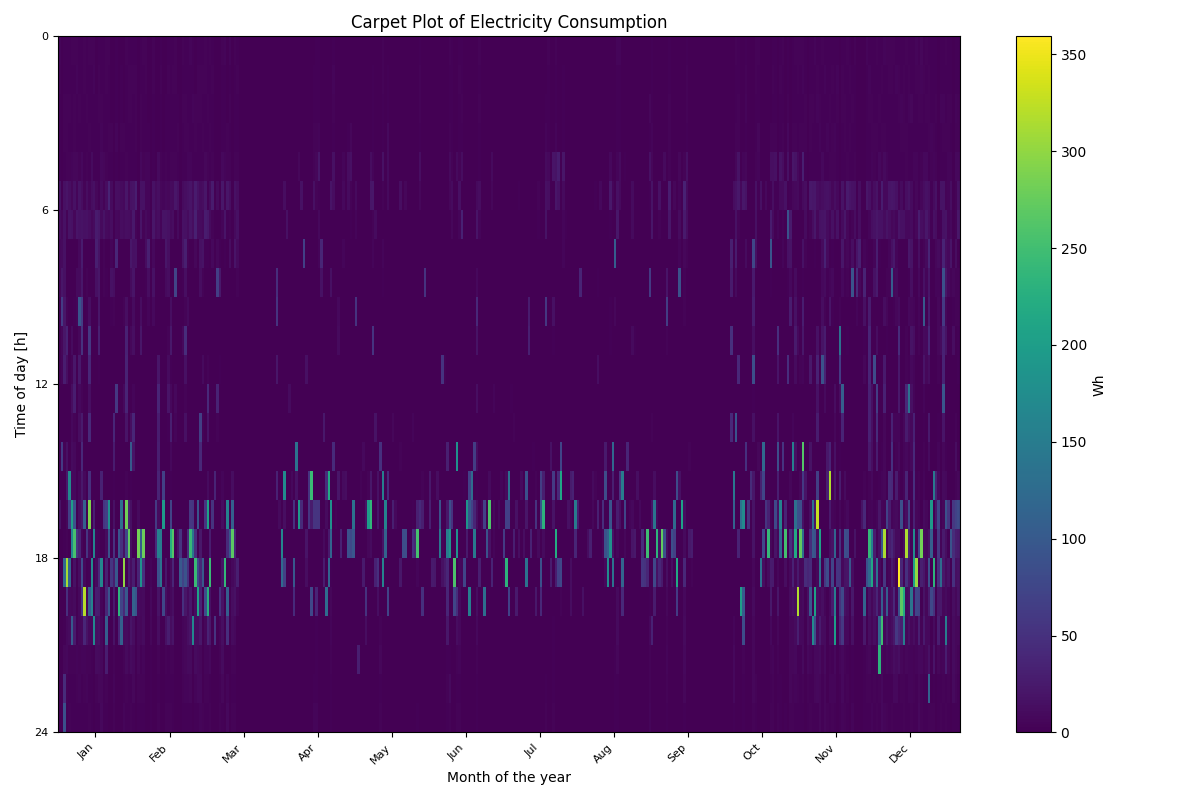 Carpet Plot of Electricity Consumption
0
6
12
18
24
Time of day [h]
Jan
Feb
Mar
Apr
May
Jun
Jul
Aug
Sep
Oct
Nov
Dec
Month of the year
350
300
250
200
150
100
50
0
Wh